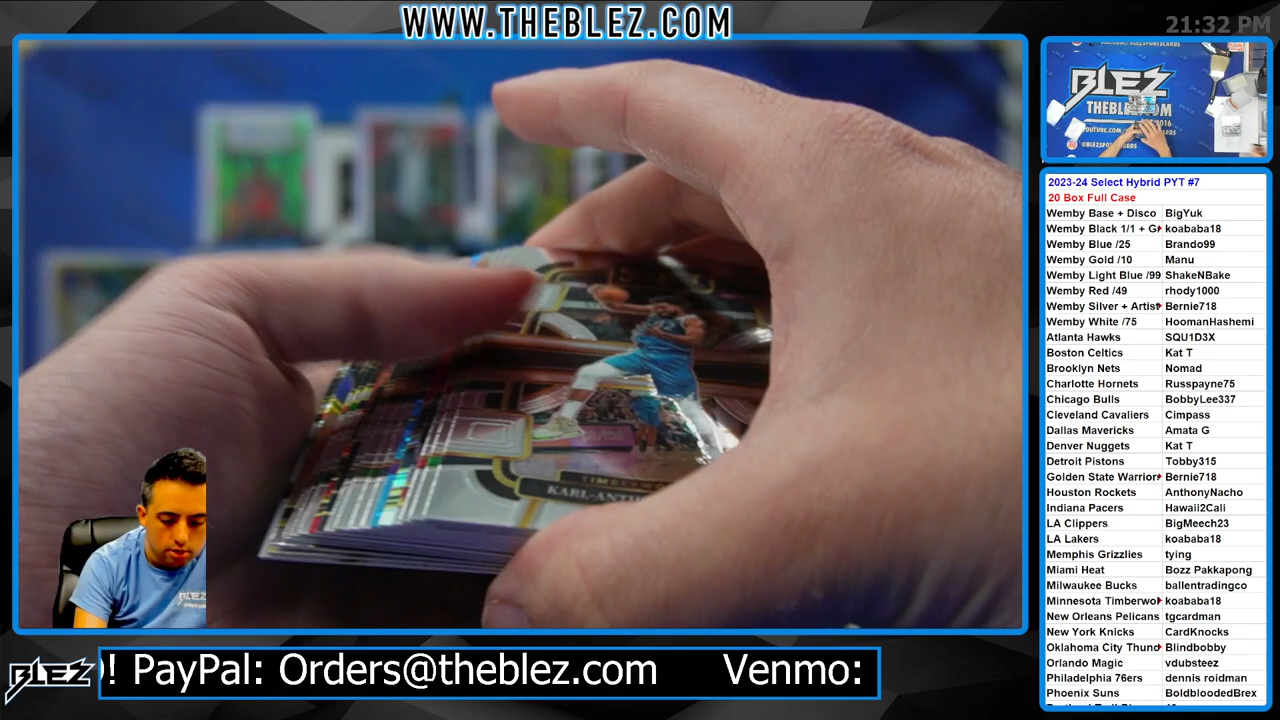 WWW.THEBLEZ.COM
21:32 PM
BLEZ
THEBLEZ.COM
2023-24 Select Hybrid PYT #7
20 Box Full Case
Wemby Base + Disco BigYuk
Wemby Black 1/1 + G koababa18
Wemby Blue /25 Brando99
Wemby Gold /10 Manu
Wemby Light Blue /99 ShakeNBake
Wemby Red /49 rhody1000
Wemby Silver + Artist Bernie718
Wemby White /75 HoomanHashemi
Atlanta Hawks SQU1D3X
Boston Celtics Kat T
Brooklyn Nets Nomad
Charlotte Hornets Russpayne75
Chicago Bulls BobbyLee337
Cleveland Cavaliers Cimpass
Dallas Mavericks Amata G
Denver Nuggets Kat T
Detroit Pistons Tobby315
Golden State Warrior Bernie718
Houston Rockets AnthonyNacho
Indiana Pacers Hawaii2Cali
LA Clippers BigMeech23
LA Lakers koababa18
Memphis Grizzlies tying
Miami Heat Bozz Pakkapong
Milwaukee Bucks ballentradingco
Minnesota Timberwol koababa18
New Orleans Pelicans tgcardman
New York Knicks CardKnocks
Oklahoma City Thund Blindbobby
Orlando Magic vdubsteez
Philadelphia 76ers dennis roidman
Phoenix Suns BoldbloodedBrex
KARL-ANTH
BLEZ
BLEZ
! PayPal: Orders@theblez.com Venmo: